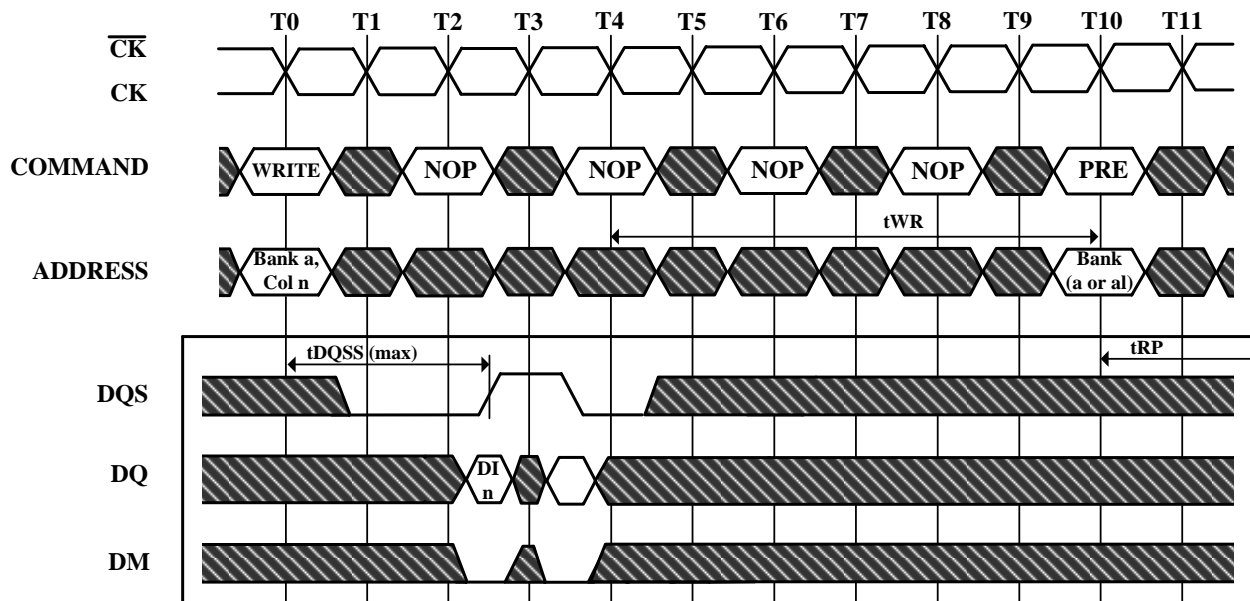 T0 T1 T2 T3 T4 T5 T6 T7 T8 T9 T10 T11
CK
CK
COMMAND WRITE NOP NOP NOP NOP PRE
tWR
ADDRESS Bank a, Col n Bank (a or al)
tDQSS (max) tRP
DQS
DQ DI n
DM